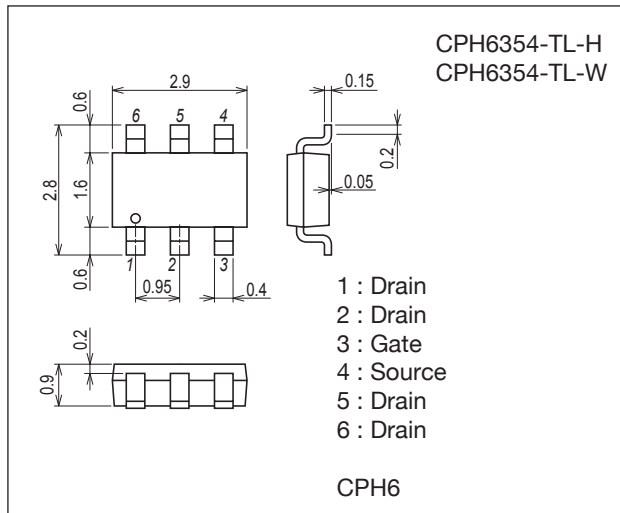 CPH6354-TL-H
CPH6354-TL-W
2.9
0.15
0.6
6 5 4
0.2
2.8
1.6
0.05
0.6
1 2 3
0.95
0.4
0.2
0.9
1 : Drain
2 : Drain
3 : Gate
4 : Source
5 : Drain
6 : Drain
CPH6